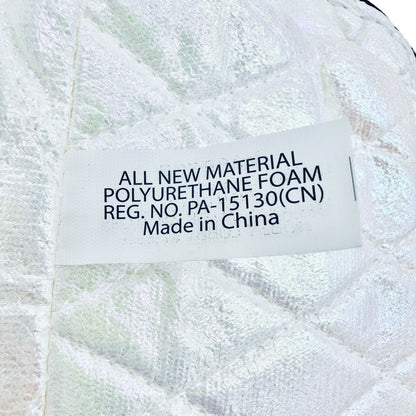 ALL NEW MATERIAL
POLYURETHANE FOAM
REG. NO. PA-15130(CN)
Made in China